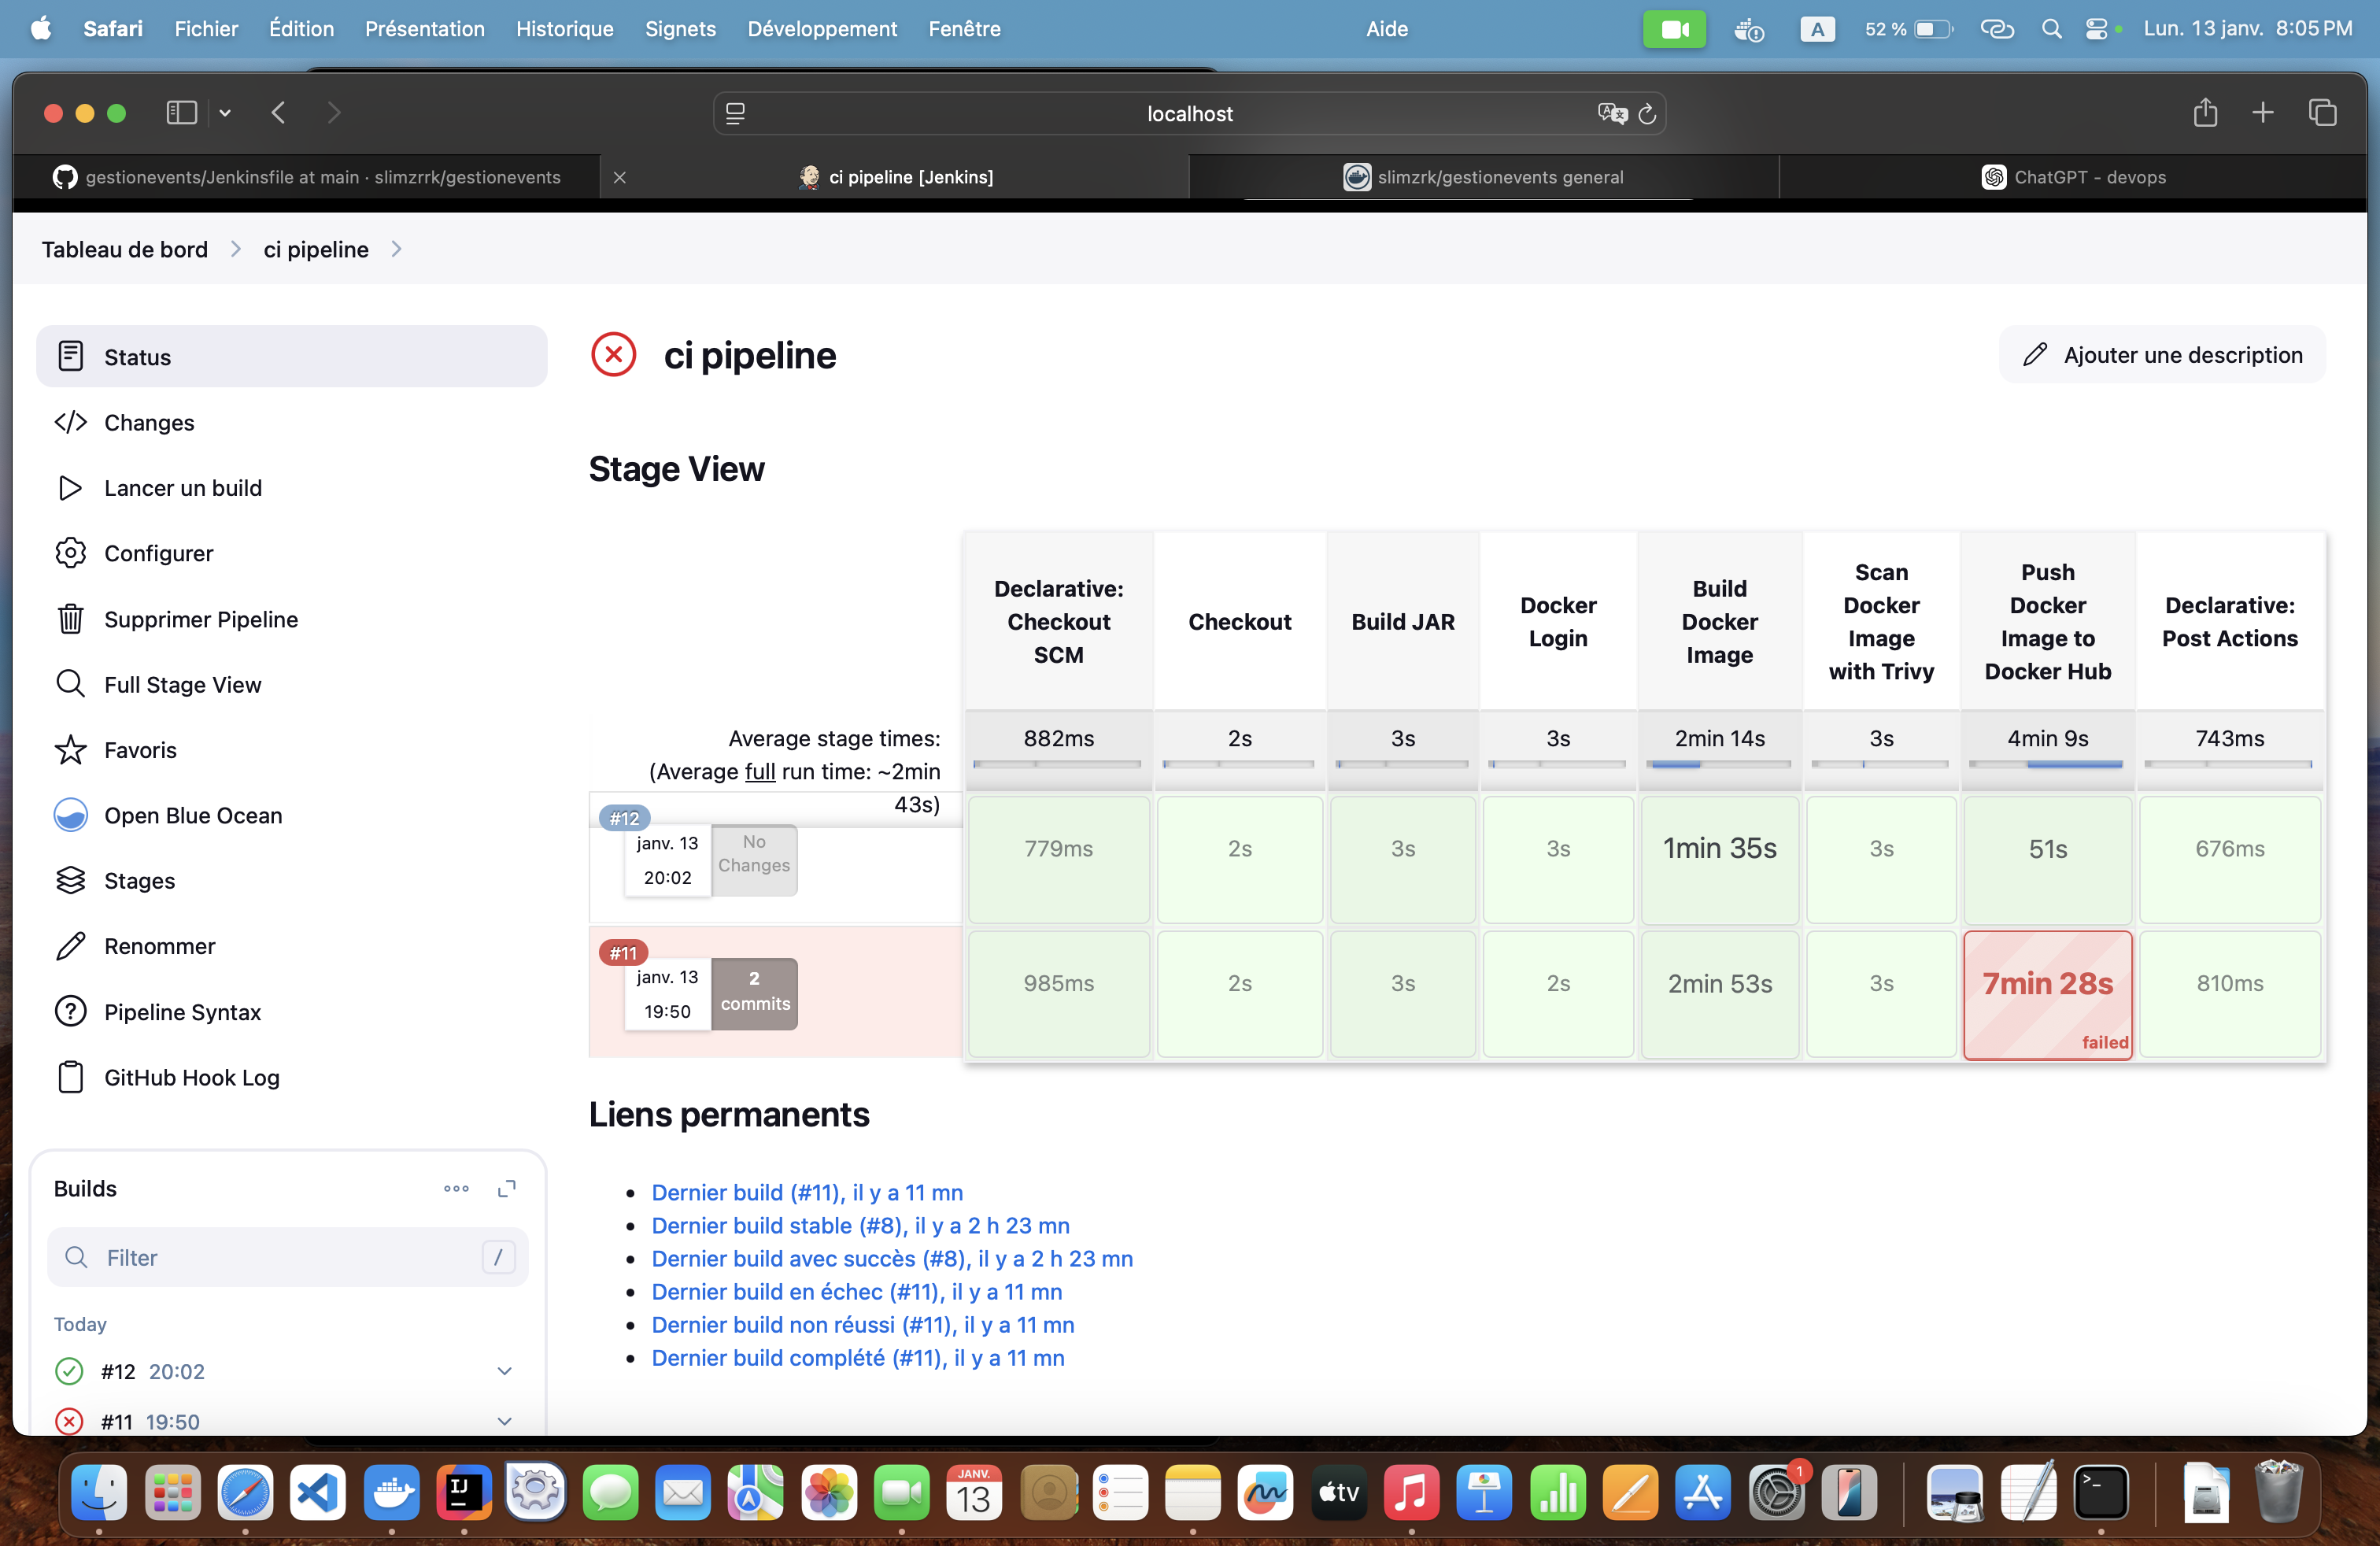 Safari Fichier Édition Présentation Historique Signets Développement Fenêtre Aide A 52 % Lun. 13 janv. 8:05 PM
localhost
gestionevents/Jenkinsfile at main · slimzrrk/gestionevents
ci pipeline [Jenkins]
slimzrk/gestionevents general
ChatGPT - devops
Tableau de bord
ci pipeline
Status
Changes
Lancer un build
Configurer
Supprimer Pipeline
Full Stage View
Favoris
Open Blue Ocean
Stages
Renommer
Pipeline Syntax
GitHub Hook Log
Builds
Filter /
Today
#12 20:02
#11 19:50
ci pipeline
Ajouter une description
Stage View
Declarative:
Checkout
SCM
Checkout
Build JAR
Docker
Login
Build
Docker
Image
Scan
Docker
Image
with Trivy
Push
Docker
Image to
Docker Hub
Declarative:
Post Actions
Average stage times:
(Average full run time: ~2min
43s)
882ms 2s 3s 3s 2min 14s 3s 4min 9s 743ms
#12
janv. 13
20:02
No
Changes
779ms 2s 3s 3s 1min 35s 3s 51s 676ms
#11
janv. 13
19:50
2
commits
985ms 2s 3s 2s 2min 53s 3s 7min 28s 810ms
failed
Liens permanents
Dernier build (#11), il y a 11 mn
Dernier build stable (#8), il y a 2 h 23 mn
Dernier build avec succès (#8), il y a 2 h 23 mn
Dernier build en échec (#11), il y a 11 mn
Dernier build non réussi (#11), il y a 11 mn
Dernier build complété (#11), il y a 11 mn
IJ
JANV.
13
tv
1
>_